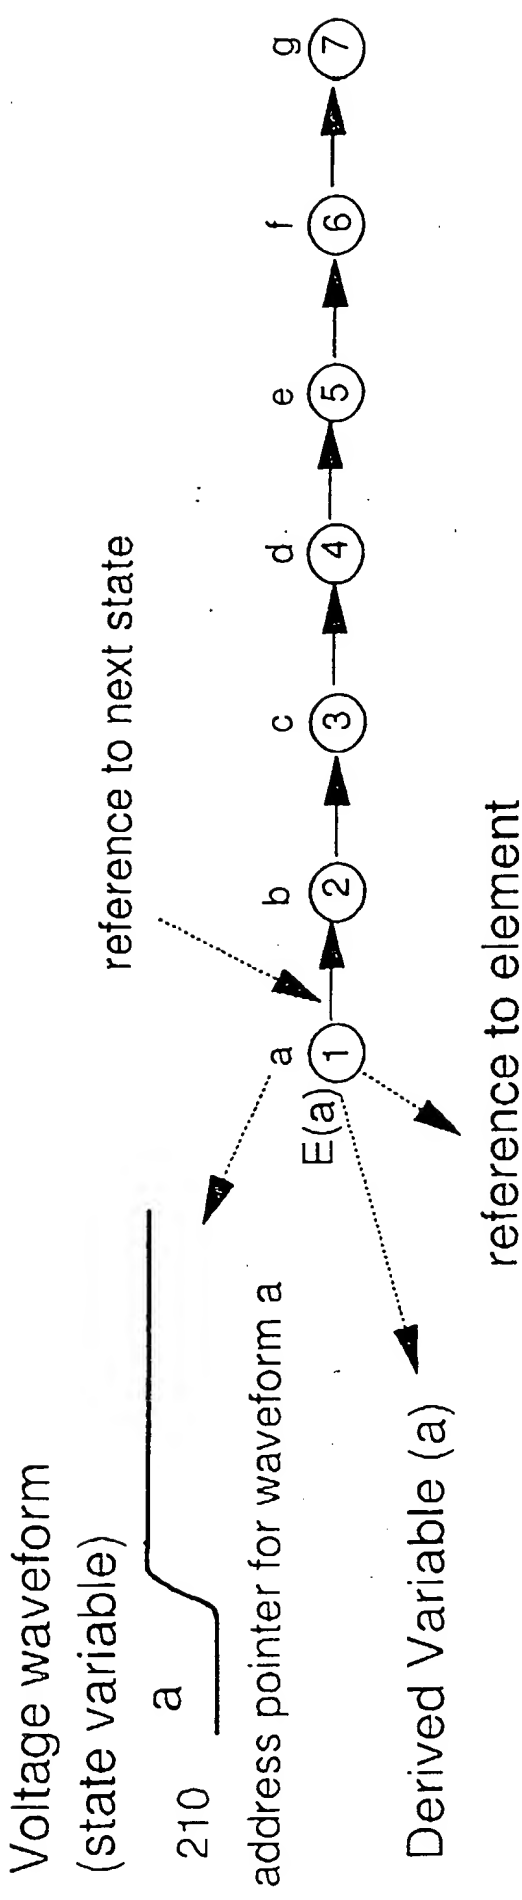 Voltage waveform
(state variable)
a
210
address pointer for waveform a
Derived Variable (a)
reference to next state
a b c d e f g
E(a) 1 2 3 4 5 6 7
reference to element